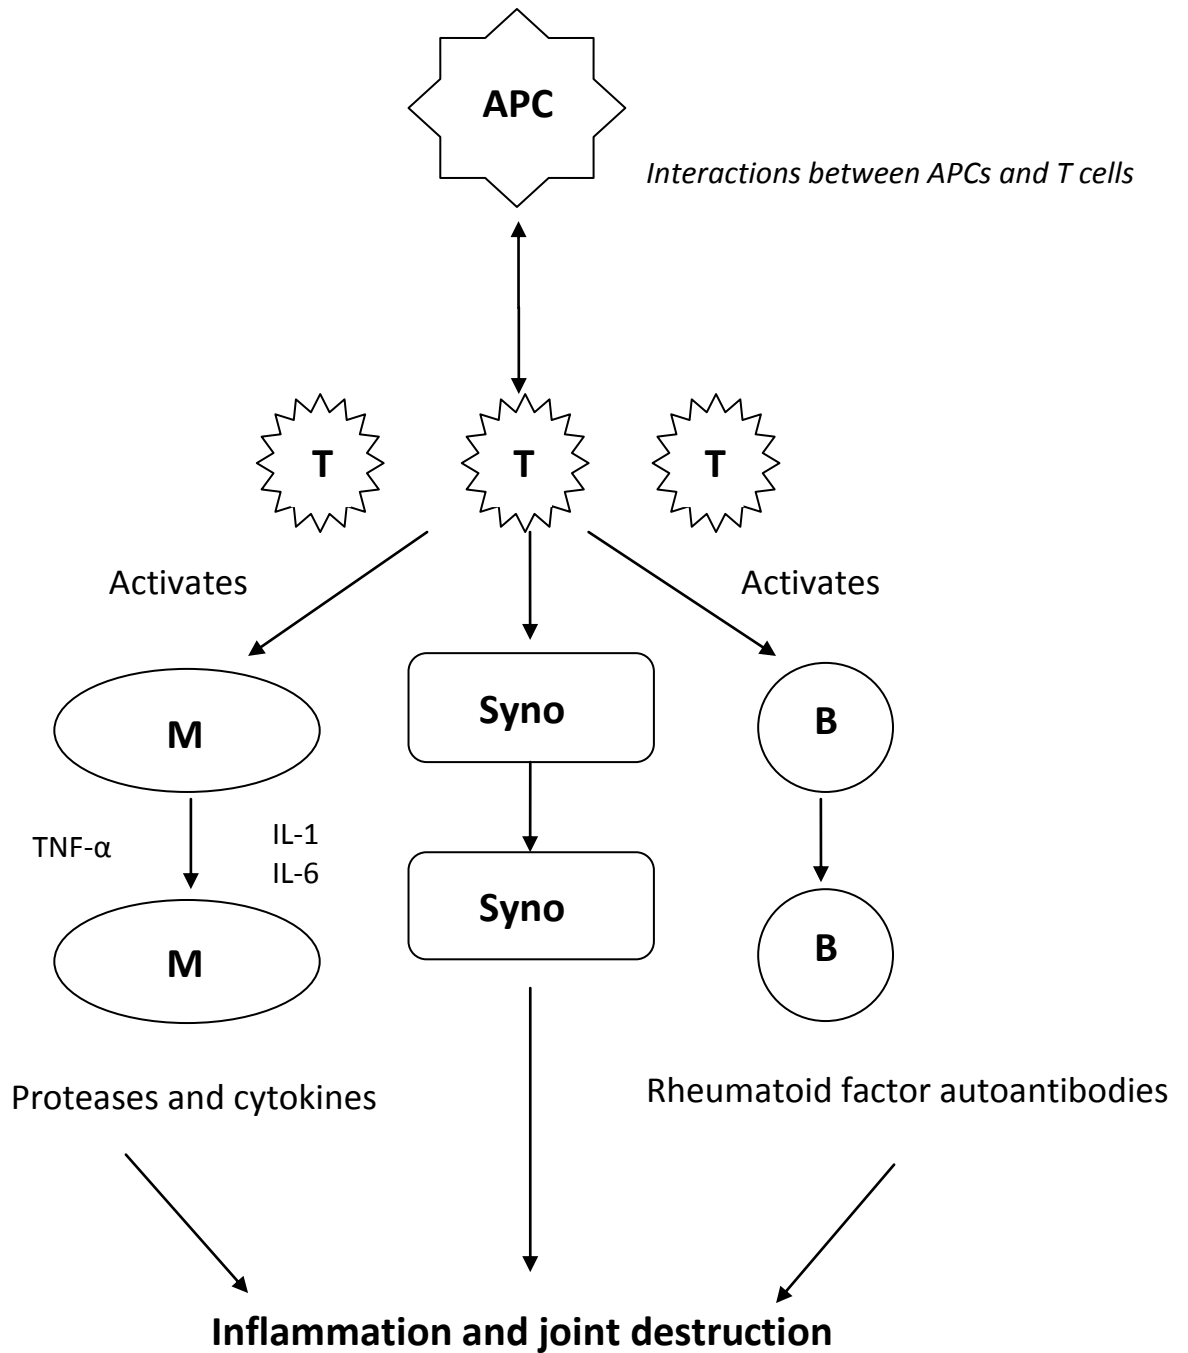 APC
Interactions between APCs and T cells
T
T
T
Activates
Activates
M
Syno
B
TNF-α
IL-1
IL-6
M
Syno
B
Proteases and cytokines
Rheumatoid factor autoantibodies
Inflammation and joint destruction